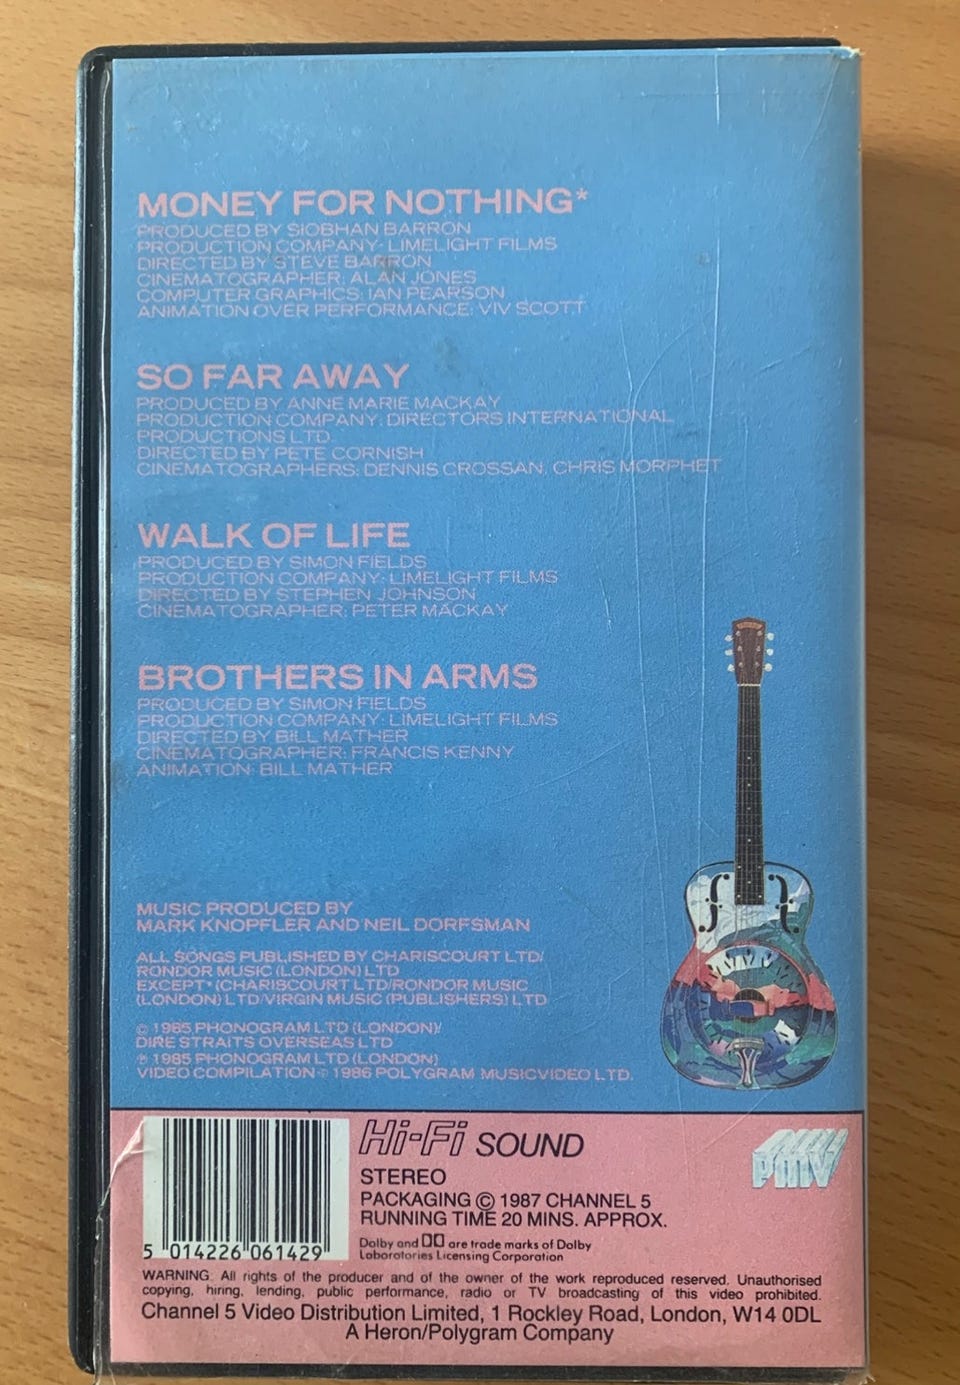 MONEY FOR NOTHING*
PRODUCED BY SIOBHAN BARRON
PRODUCTION COMPANY: LIMELIGHT FILMS
DIRECTED BY STEVE BARRON
CINEMATOGRAPHER: ALAN JONES
COMPUTER GRAPHICS: IAN PEARSON
ANIMATION OVER PERFORMANCE: VIV SCOTT
SO FAR AWAY
PRODUCED BY ANNE MARIE MACKAY
PRODUCTION COMPANY: DIRECTORS INTERNATIONAL
PRODUCTIONS LTD.
DIRECTED BY PETE CORNISH
CINEMATOGRAPHERS: DENNIS CROSSAN, CHRIS MORPHET
WALK OF LIFE
PRODUCED BY SIMON FIELDS
PRODUCTION COMPANY: LIMELIGHT FILMS
DIRECTED BY STEPHEN JOHNSON
CINEMATOGRAPHER: PETER MACKAY
BROTHERS IN ARMS
PRODUCED BY SIMON FIELDS
PRODUCTION COMPANY: LIMELIGHT FILMS
DIRECTED BY BILL MATHER
CINEMATOGRAPHER: FRANCIS KENNY
ANIMATION: BILL MATHER
MUSIC PRODUCED BY
MARK KNOPFLER AND NEIL DORFSMAN
ALL SONGS PUBLISHED BY CHARISCOURT LTD/
RONDOR MUSIC (LONDON) LTD
EXCEPT* (CHARISCOURT LTD/RONDOR MUSIC
(LONDON) LTD/VIRGIN MUSIC (PUBLISHERS) LTD
© 1985 PHONOGRAM LTD (LONDON)/
DIRE STRAITS OVERSEAS LTD
℗ 1985 PHONOGRAM LTD (LONDON)
VIDEO COMPILATION ℗ 1986 POLYGRAM MUSICVIDEO LTD.
Hi-Fi SOUND
PMV
STEREO
PACKAGING © 1987 CHANNEL 5
RUNNING TIME 20 MINS. APPROX.
Dolby and DD are trade marks of Dolby
Laboratories Licensing Corporation
5 014226 061429
WARNING: All rights of the producer and of the owner of the work reproduced reserved. Unauthorised
copying, hiring, lending, public performance, radio or TV broadcasting of this video prohibited.
Channel 5 Video Distribution Limited, 1 Rockley Road, London, W14 0DL
A Heron/Polygram Company